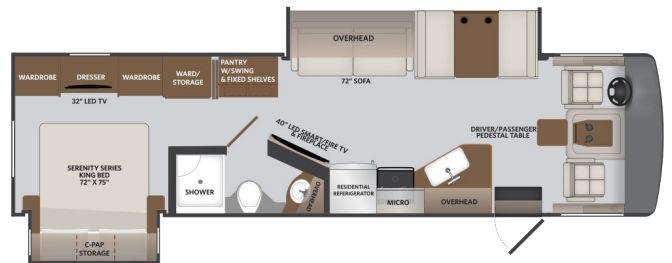 OVERHEAD
72" SOFA
WARDROBE
DRESSER
WARDROBE
WARD/
STORAGE
PANTRY
W/SWING
& FIXED SHELVES
32" LED TV
40" LED SMART/FIRE TV
& FIREPLACE
DRIVER/PASSENGER
PEDESTAL TABLE
SERENITY SERIES
KING BED
72" X 75"
SHOWER
OVERHEAD
RESIDENTIAL
REFRIGERATOR
MICRO
OVERHEAD
C-PAP
STORAGE